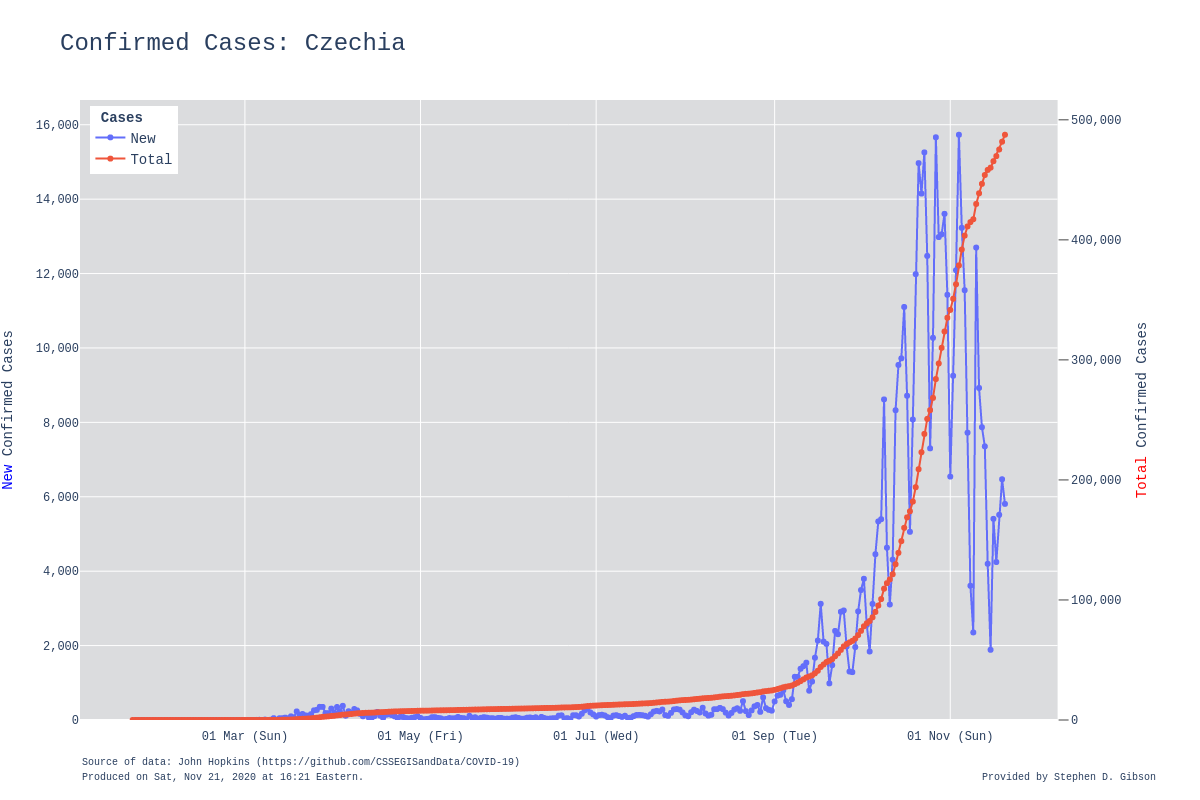 Confirmed Cases: Czechia
Cases
New
Total
16,000
14,000
12,000
10,000
8,000
6,000
4,000
2,000
0
New Confirmed Cases
500,000
400,000
300,000
200,000
100,000
0
Total Confirmed Cases
01 Mar (Sun) 01 May (Fri) 01 Jul (Wed) 01 Sep (Tue) 01 Nov (Sun)
Source of data: John Hopkins (https://github.com/CSSEGISandData/COVID-19)
Produced on Sat, Nov 21, 2020 at 16:21 Eastern.
Provided by Stephen D. Gibson